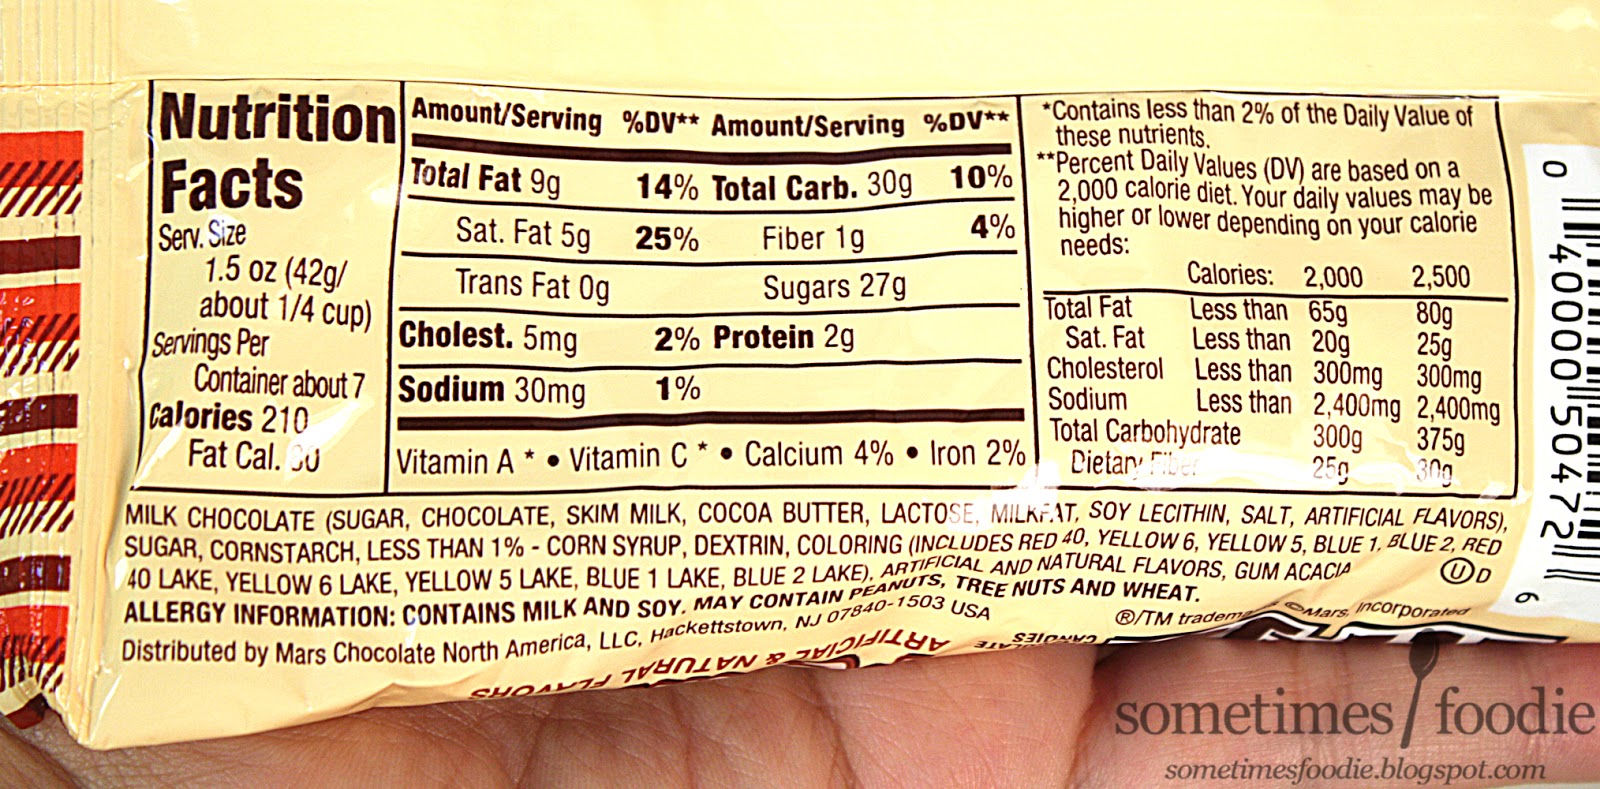 Nutrition
Facts
Serv. Size
1.5 oz (42g/
about 1/4 cup)
Servings Per
Container about 7
Calories 210
Fat Cal.
Amount/Serving %DV** Amount/Serving %DV**
Total Fat 9g 14% Total Carb. 30g 10%
Sat. Fat 5g 25% Fiber 1g 4%
Trans Fat 0g Sugars 27g
Cholest. 5mg 2% Protein 2g
Sodium 30mg 1%
Vitamin A * • Vitamin C * • Calcium 4% • Iron 2%
*Contains less than 2% of the Daily Value of
these nutrients.
**Percent Daily Values (DV) are based on a
2,000 calorie diet. Your daily values may be
higher or lower depending on your calorie
needs:
Calories: 2,000 2,500
Total Fat Less than 65g 80g
Sat. Fat Less than 20g 25g
Cholesterol Less than 300mg 300mg
Sodium Less than 2,400mg 2,400mg
Total Carbohydrate 300g 375g
Dietary Fiber 25g 30g
MILK CHOCOLATE (SUGAR, CHOCOLATE, SKIM MILK, COCOA BUTTER, LACTOSE, MILKFAT, SOY LECITHIN, SALT, ARTIFICIAL FLAVORS),
SUGAR, CORNSTARCH, LESS THAN 1% - CORN SYRUP, DEXTRIN, COLORING (INCLUDES RED 40, YELLOW 6, YELLOW 5, BLUE 1, BLUE 2, RED
40 LAKE, YELLOW 6 LAKE, YELLOW 5 LAKE, BLUE 1 LAKE, BLUE 2 LAKE), ARTIFICIAL AND NATURAL FLAVORS, GUM ACACIA
ALLERGY INFORMATION: CONTAINS MILK AND SOY. MAY CONTAIN PEANUTS, TREE NUTS AND WHEAT.
Distributed by Mars Chocolate North America, LLC, Hackettstown, NJ 07840-1503 USA
U D
®/TM ©Mars, Incorporated
ARTIFICIAL & NATURAL FLAVORS
CANDIES
0 40000 50472 6
sometimes foodie
sometimesfoodie.blogspot.com